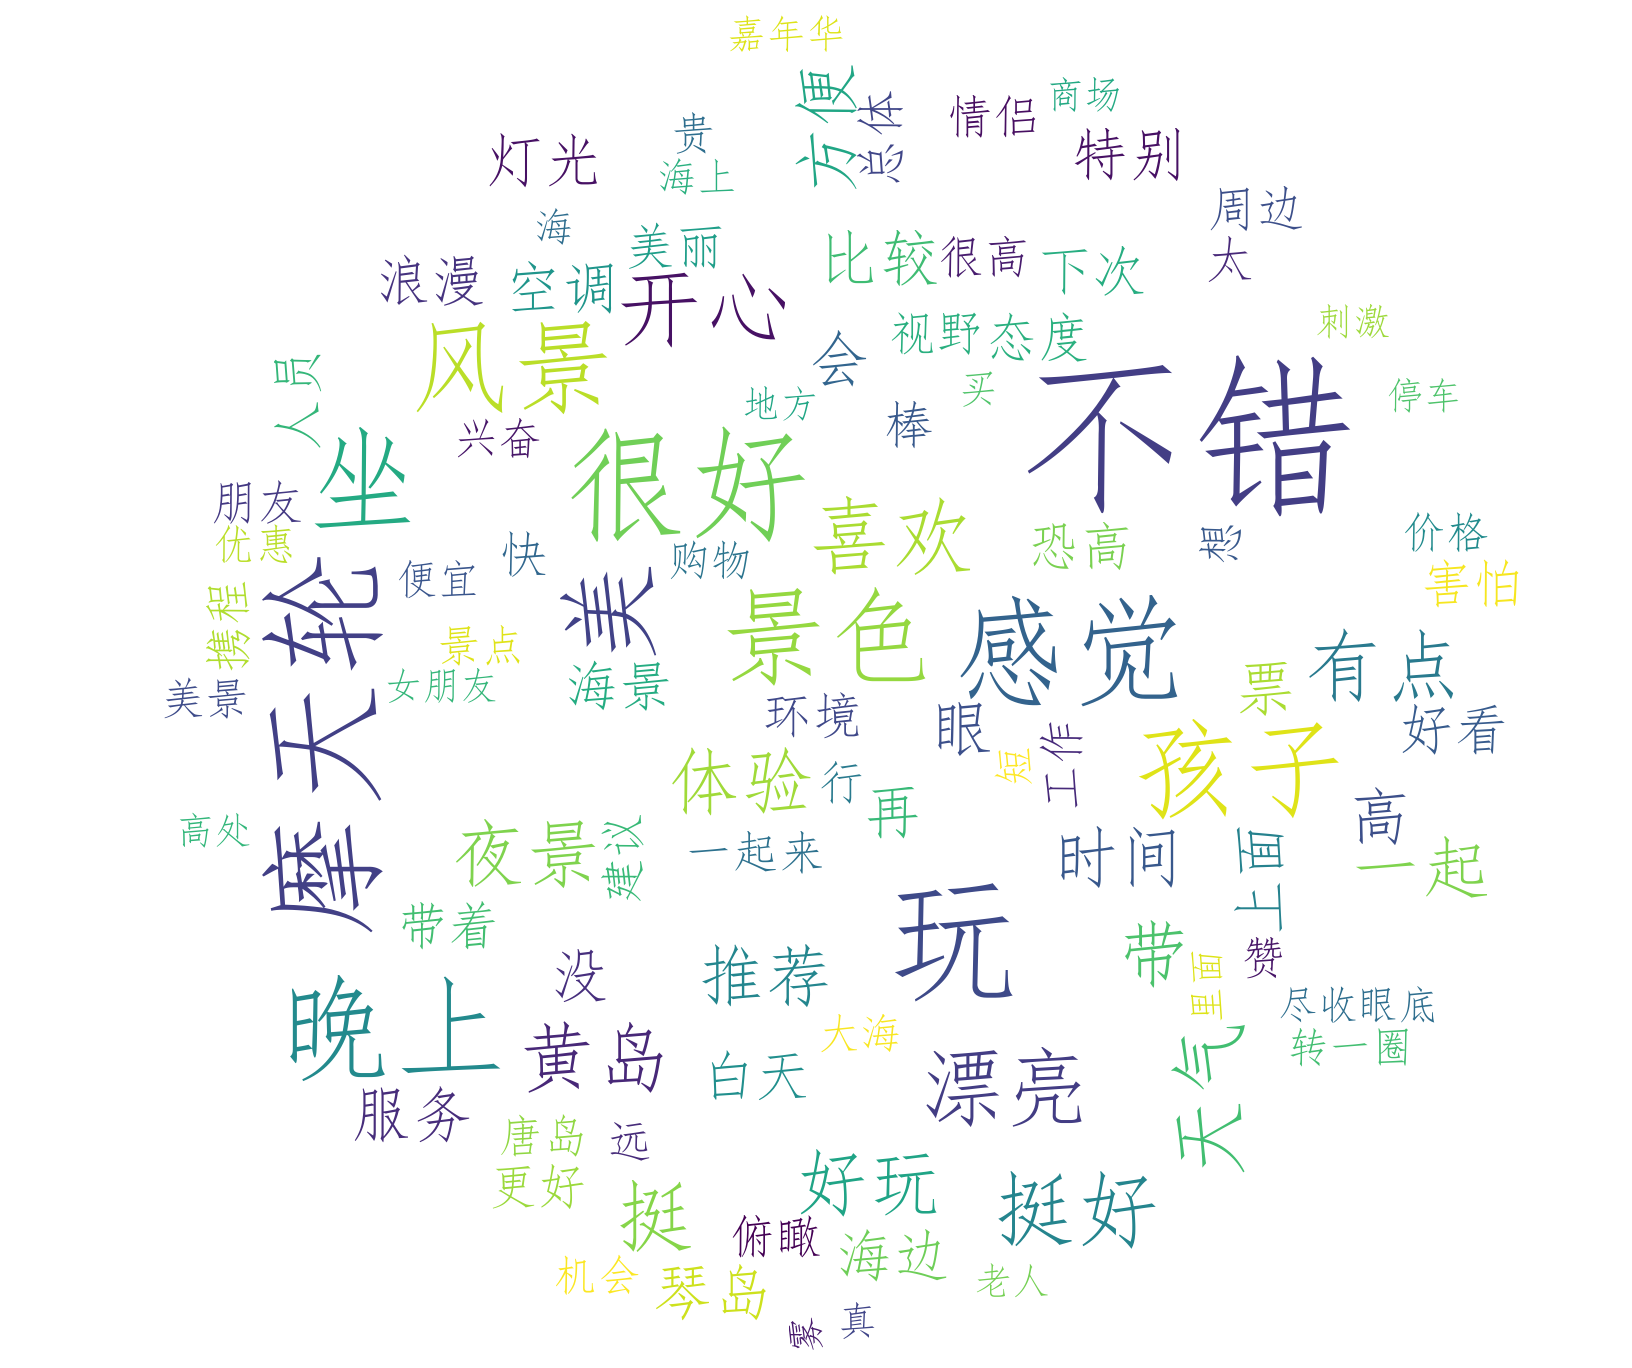 嘉年华
方便
总体
情侣
商场
特别
贵
灯光
海上
周边
海
美丽
浪漫
空调
开心
比较
很高
下次
太
风景
会
视野
态度
刺激
人员
地方
买
停车
不错
兴奋
棒
坐
很好
朋友
优惠
便宜
快
购物
喜欢
恐高
想
价格
害怕
携程
摩天轮
美
景色
感觉
景点
女朋友
海景
美景
环境
眼
工作
票
有点
好看
孩子
体验
行
短
再
高处
夜景
建议
一起来
时间
上面
高
一起
带着
玩
没
推荐
带
赞
里面
尽收眼底
晚上
黄岛
大海
白天
漂亮
天气
转一圈
服务
唐岛
远
更好
挺
好玩
挺好
俯瞰
海边
机会
琴岛
老人
雾
真